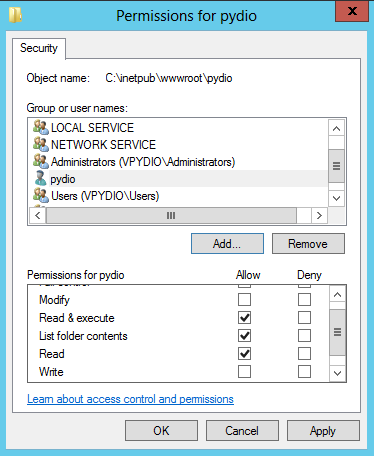 Permissions for pydio
x
Security
Object name: C:\inetpub\wwwroot\pydio
Group or user names:
LOCAL SERVICE
NETWORK SERVICE
Administrators (VPYDIO\Administrators)
pydio
Users (VPYDIO\Users)
Add... Remove
Permissions for pydio Allow Deny
Modify
Read & execute
List folder contents
Read
Write
Learn about access control and permissions
OK Cancel Apply